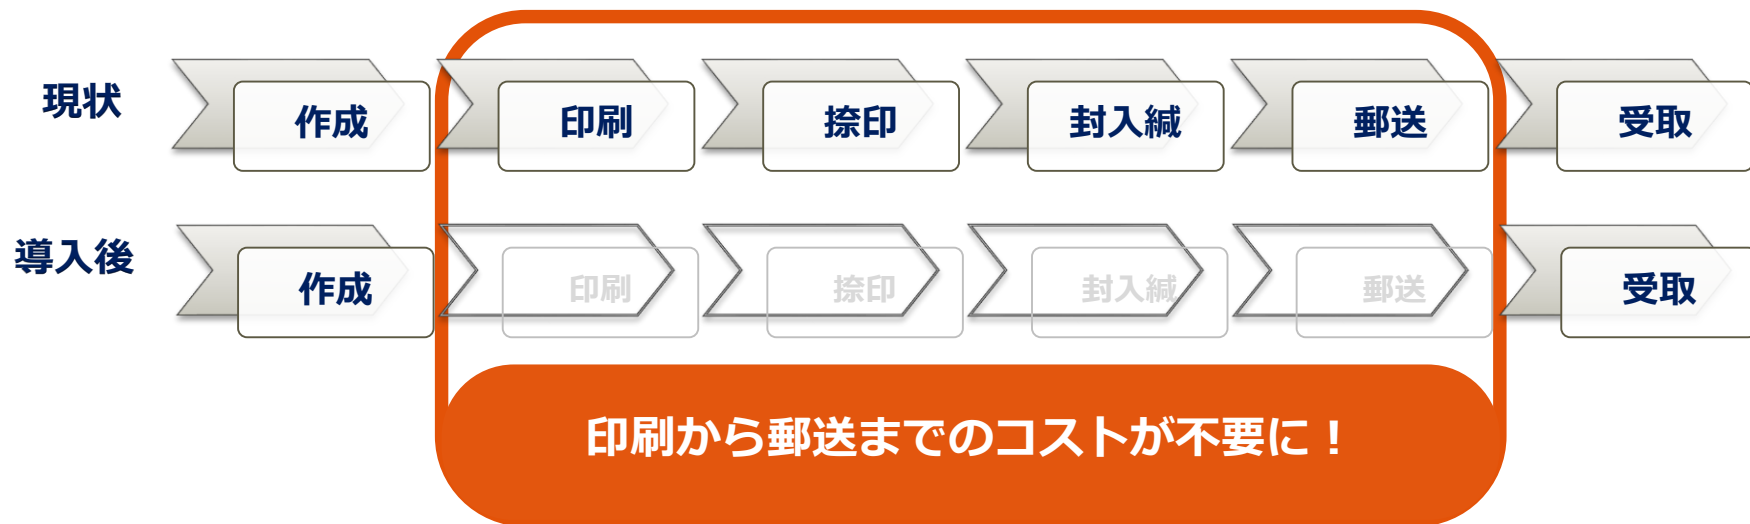 現状
作成
印刷
捺印
封入緘
郵送
受取
導入後
作成
印刷
捺印
封入緘
郵送
受取
印刷から郵送までのコストが不要に！